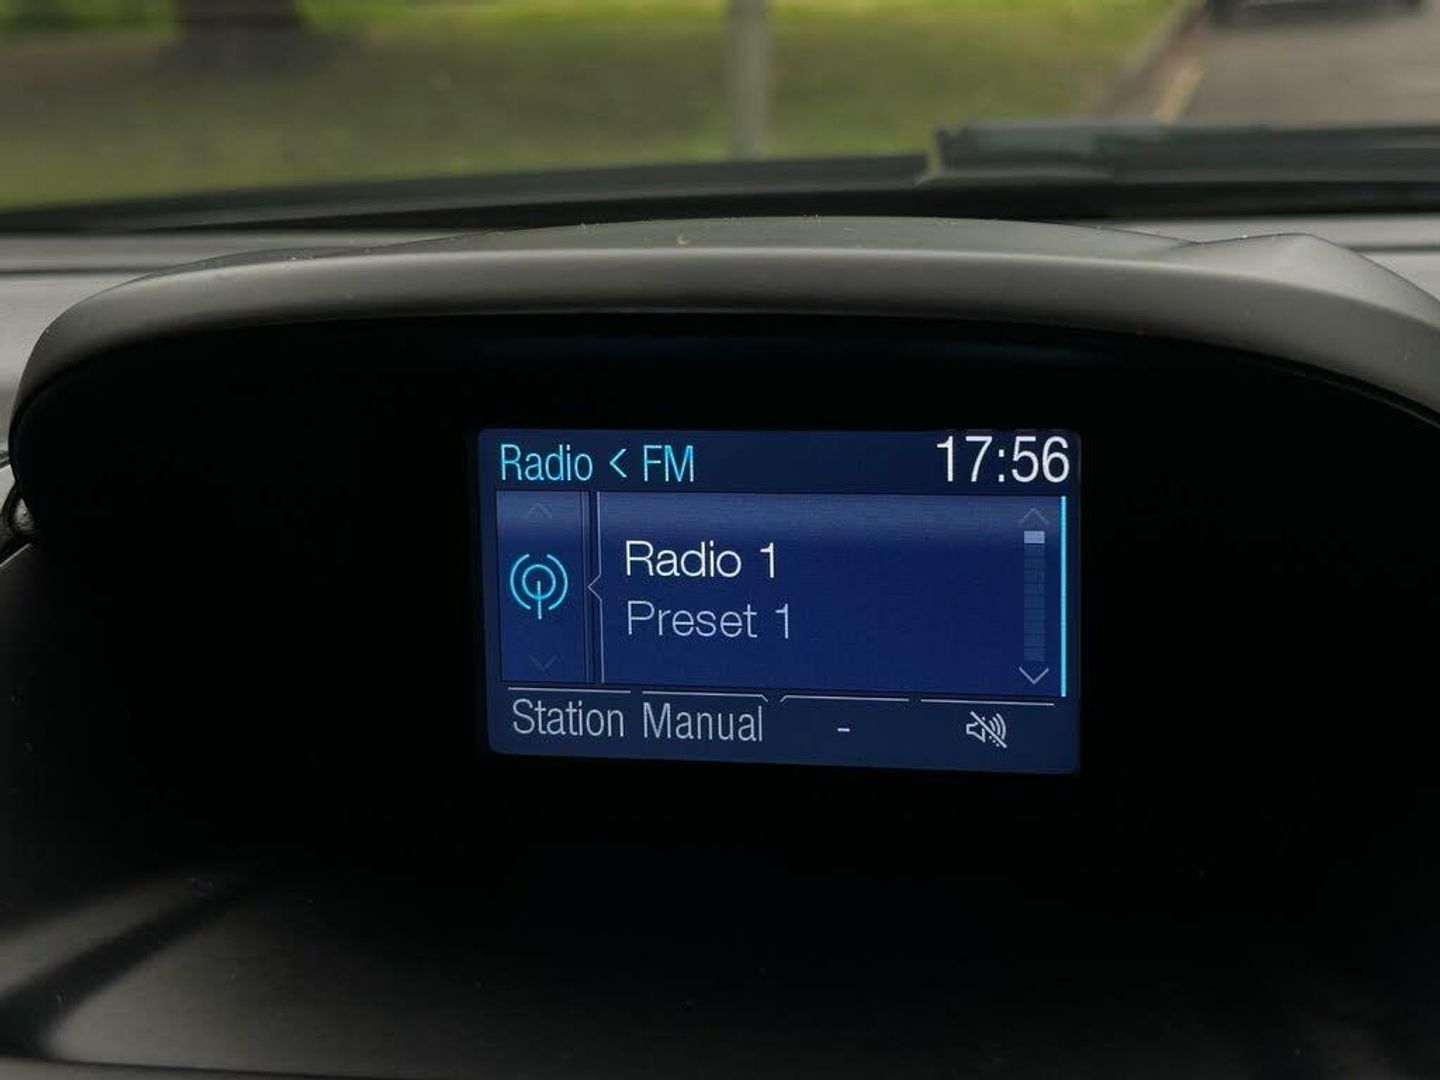 Radio < FM 17:56
Radio 1
Preset 1
Station Manual -